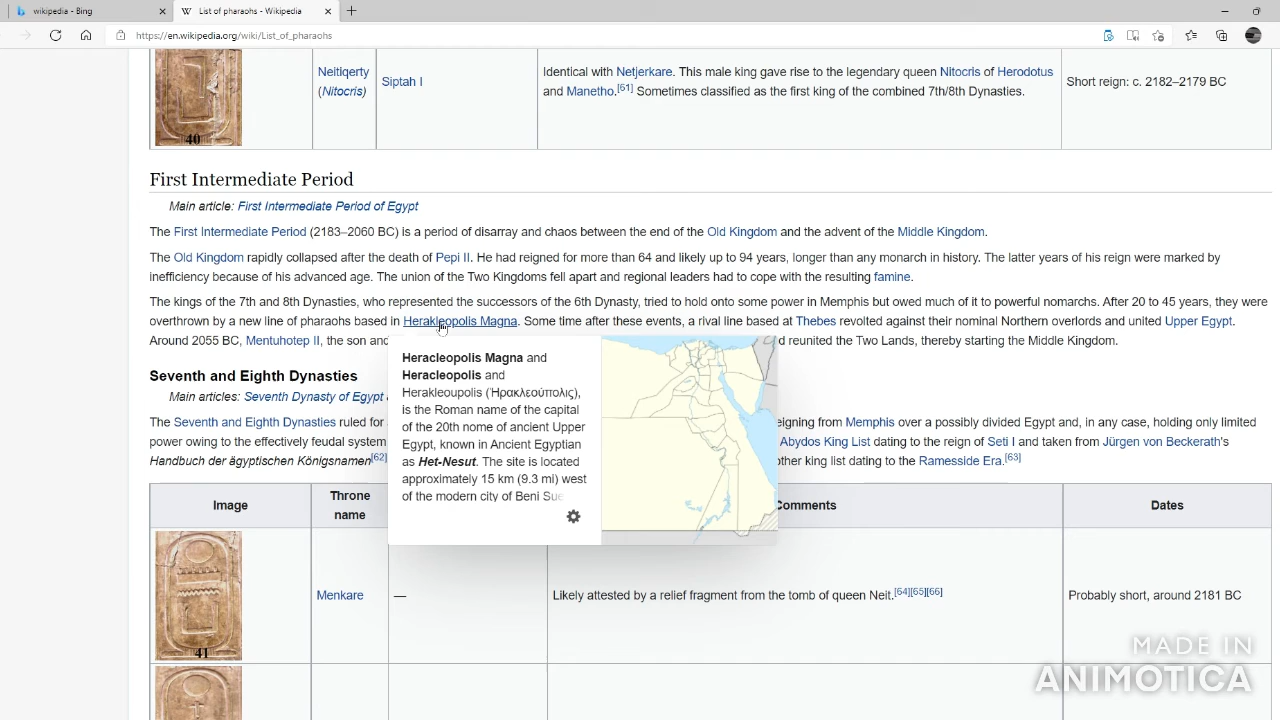 wikipedia - Bing
List of pharaohs - Wikipedia
https://en.wikipedia.org/wiki/List_of_pharaohs
40
Neitiqerty
(Nitocris)
Siptah I
Identical with Netjerkare. This male king gave rise to the legendary queen Nitocris of Herodotus
and Manetho.[61] Sometimes classified as the first king of the combined 7th/8th Dynasties.
Short reign: c. 2182–2179 BC
First Intermediate Period
Main article: First Intermediate Period of Egypt
The First Intermediate Period (2183–2060 BC) is a period of disarray and chaos between the end of the Old Kingdom and the advent of the Middle Kingdom.
The Old Kingdom rapidly collapsed after the death of Pepi II. He had reigned for more than 64 and likely up to 94 years, longer than any monarch in history. The latter years of his reign were marked by
inefficiency because of his advanced age. The union of the Two Kingdoms fell apart and regional leaders had to cope with the resulting famine.
The kings of the 7th and 8th Dynasties, who represented the successors of the 6th Dynasty, tried to hold onto some power in Memphis but owed much of it to powerful nomarchs. After 20 to 45 years, they were
overthrown by a new line of pharaohs based in Herakleopolis Magna. Some time after these events, a rival line based at Thebes revolted against their nominal Northern overlords and united Upper Egypt.
Around 2055 BC, Mentuhotep II, the son and d reunited the Two Lands, thereby starting the Middle Kingdom.
Heracleopolis Magna and
Heracleopolis and
Herakleoupolis (Ἡρακλεούπολις),
is the Roman name of the capital
of the 20th nome of ancient Upper
Egypt, known in Ancient Egyptian
as Het-Nesut. The site is located
approximately 15 km (9.3 mi) west
of the modern city of Beni Sue
Seventh and Eighth Dynasties
Main articles: Seventh Dynasty of Egypt
The Seventh and Eighth Dynasties ruled for eigning from Memphis over a possibly divided Egypt and, in any case, holding only limited
power owing to the effectively feudal system Abydos King List dating to the reign of Seti I and taken from Jürgen von Beckerath's
Handbuch der ägyptischen Königsnamen[62] other king list dating to the Ramesside Era.[63]
Image
Throne
name
Comments
Dates
41
Menkare
—
Likely attested by a relief fragment from the tomb of queen Neit.[64][65][66]
Probably short, around 2181 BC
MADE IN
ANIMOTICA